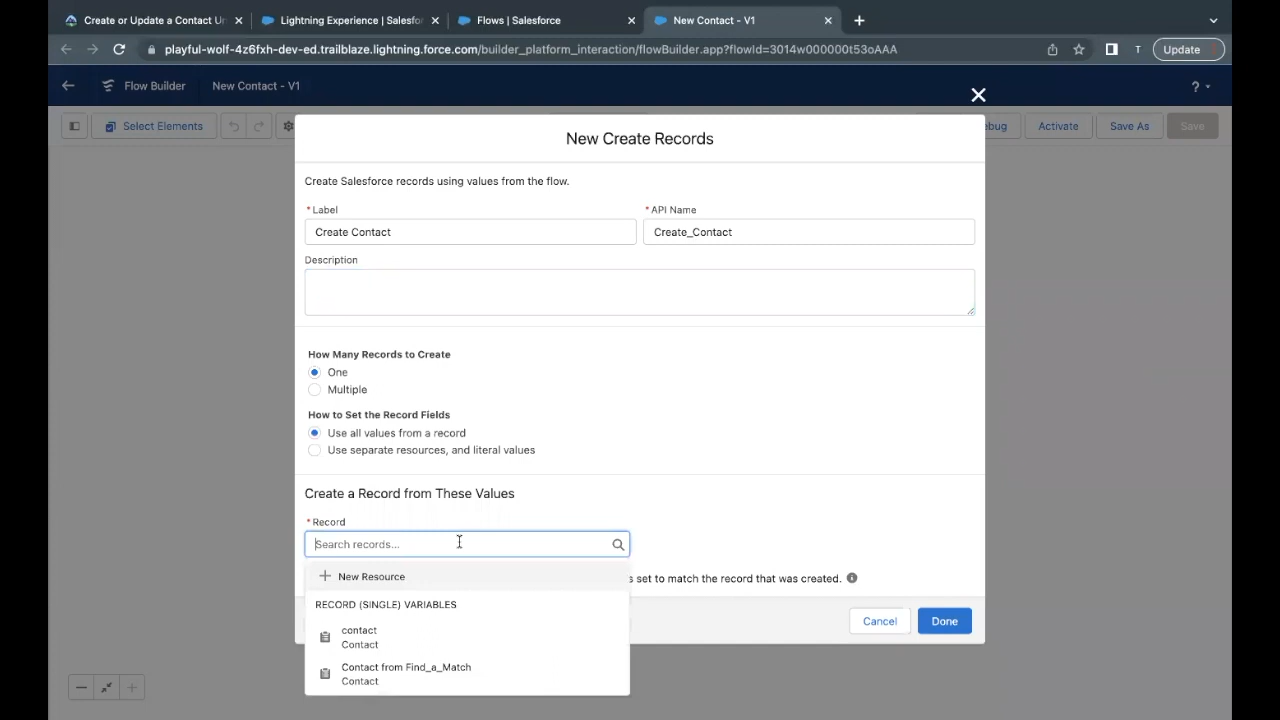 Create or Update a Contact Un
Lightning Experience | Salesfor
Flows | Salesforce
New Contact - V1
playful-wolf-4z6fxh-dev-ed.trailblaze.lightning.force.com/builder_platform_interaction/flowBuilder.app?flowId=3014w000000t53oAAA
T
Update
Flow Builder
New Contact - V1
?
Select Elements
ebug
Activate
Save As
Save
New Create Records
Create Salesforce records using values from the flow.
* Label
* API Name
Create Contact
Create_Contact
Description
How Many Records to Create
One
Multiple
How to Set the Record Fields
Use all values from a record
Use separate resources, and literal values
Create a Record from These Values
* Record
Search records...
New Resource
s set to match the record that was created.
RECORD (SINGLE) VARIABLES
contact
Contact
Contact from Find_a_Match
Contact
Cancel
Done